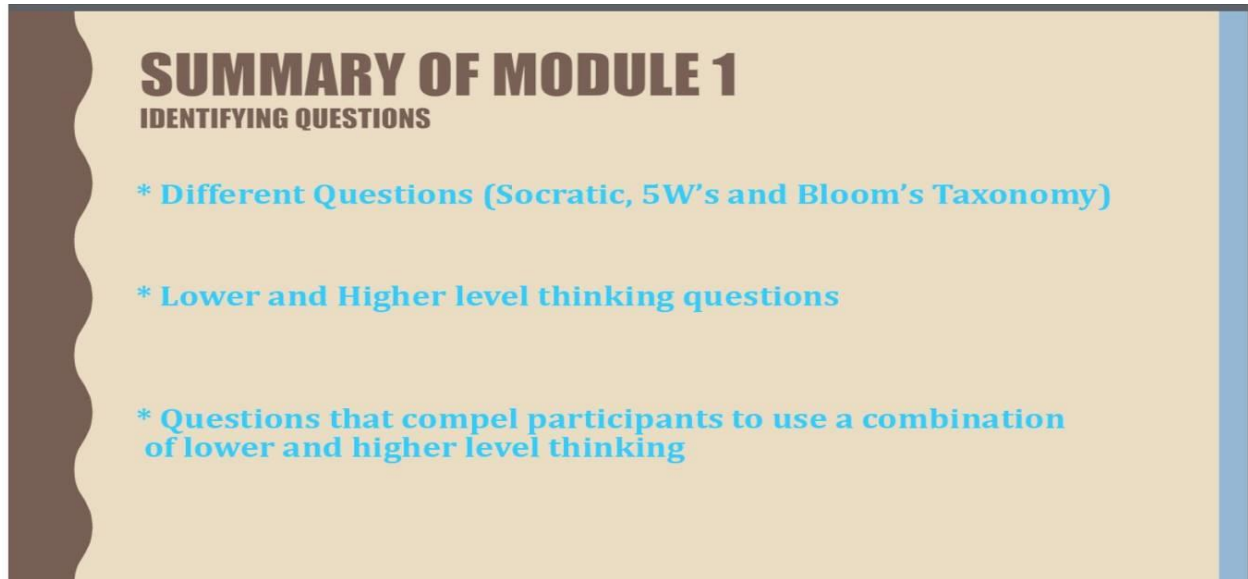 SUMMARY OF MODULE 1
IDENTIFYING QUESTIONS
* Different Questions (Socratic, 5W’s and Bloom’s Taxonomy)
* Lower and Higher level thinking questions
* Questions that compel participants to use a combination
of lower and higher level thinking